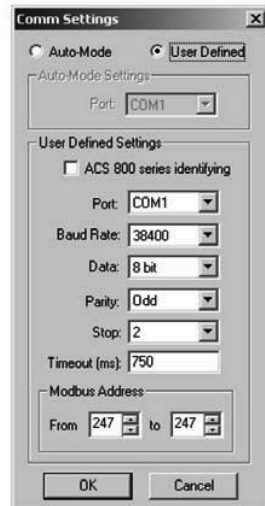 Comm Settings
Auto-Mode User Defined
Auto-Mode Settings
Port: COM1
User Defined Settings
ACS 800 series identifying
Port: COM1
Baud Rate: 38400
Data: 8 bit
Parity: Odd
Stop: 2
Timeout (ms): 750
Modbus Address
From 247 to 247
OK Cancel